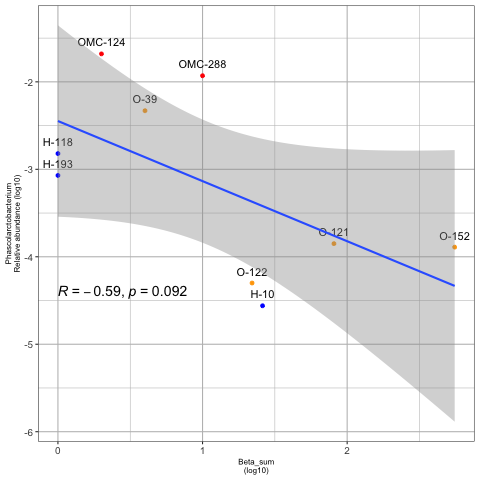 OMC-124
OMC-288
-2
O-39
H-118
-3
H-193
O-121
O-152
-4
O-122
H-10
R = −0.59, p = 0.092
-5
-6
0
1
2
Phascolarctobacterium
Relative abundance (log10)
Beta_sum
(log10)